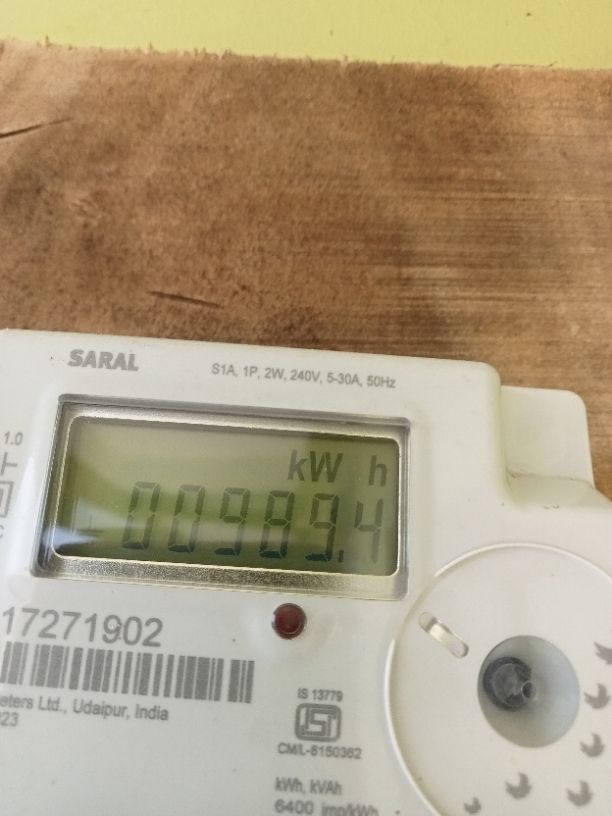 SARAL
S1A, 1P, 2W, 240V, 5-30A, 50Hz
1.0
kW h
00989.4
17271902
eters Ltd., Udaipur, India
023
IS 13779
CM/L-8150362
kWh, kVAh
6400 imp/kWh